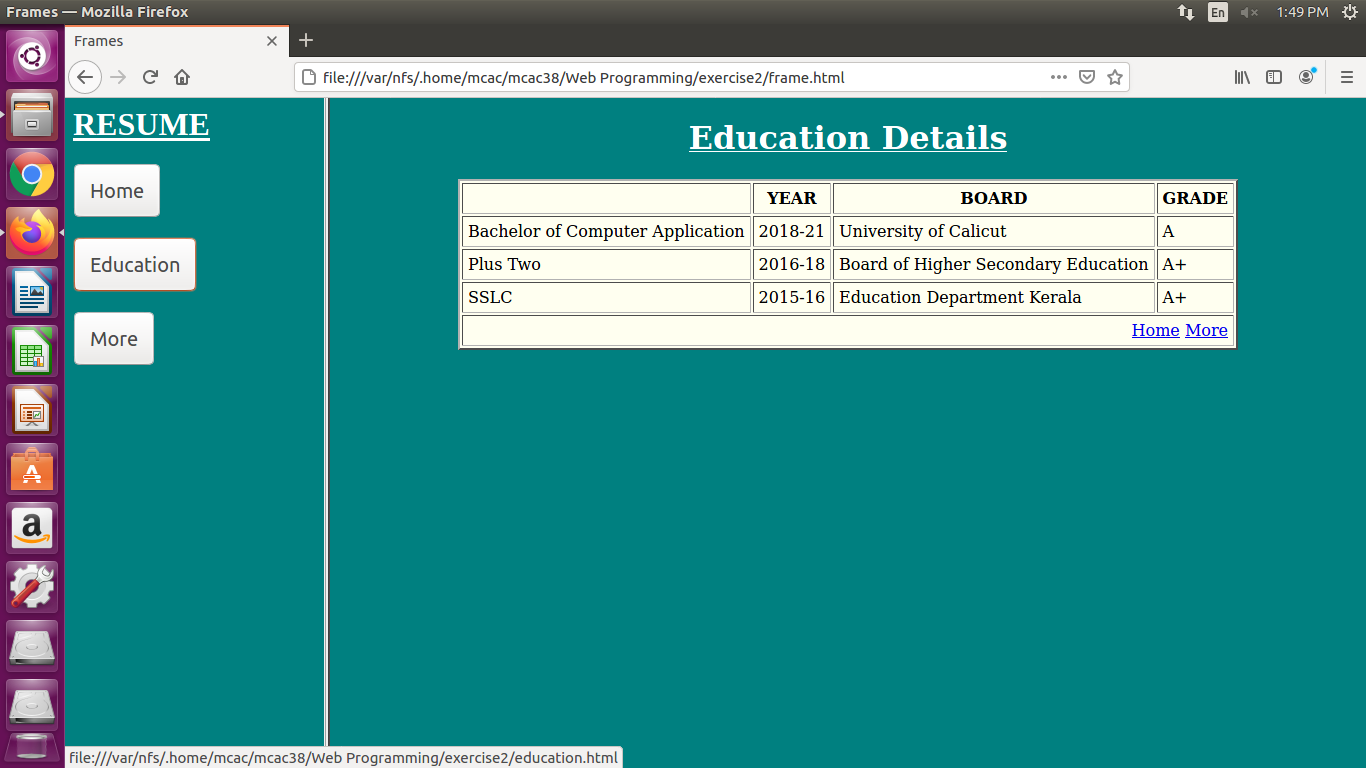 Frames — Mozilla Firefox
En
1:49 PM
Frames
file:///var/nfs/.home/mcac/mcac38/Web Programming/exercise2/frame.html
RESUME
Home
Education
More
Education Details
YEAR BOARD GRADE
Bachelor of Computer Application 2018-21 University of Calicut A
Plus Two 2016-18 Board of Higher Secondary Education A+
SSLC 2015-16 Education Department Kerala A+
Home More
file:///var/nfs/.home/mcac/mcac38/Web Programming/exercise2/education.html